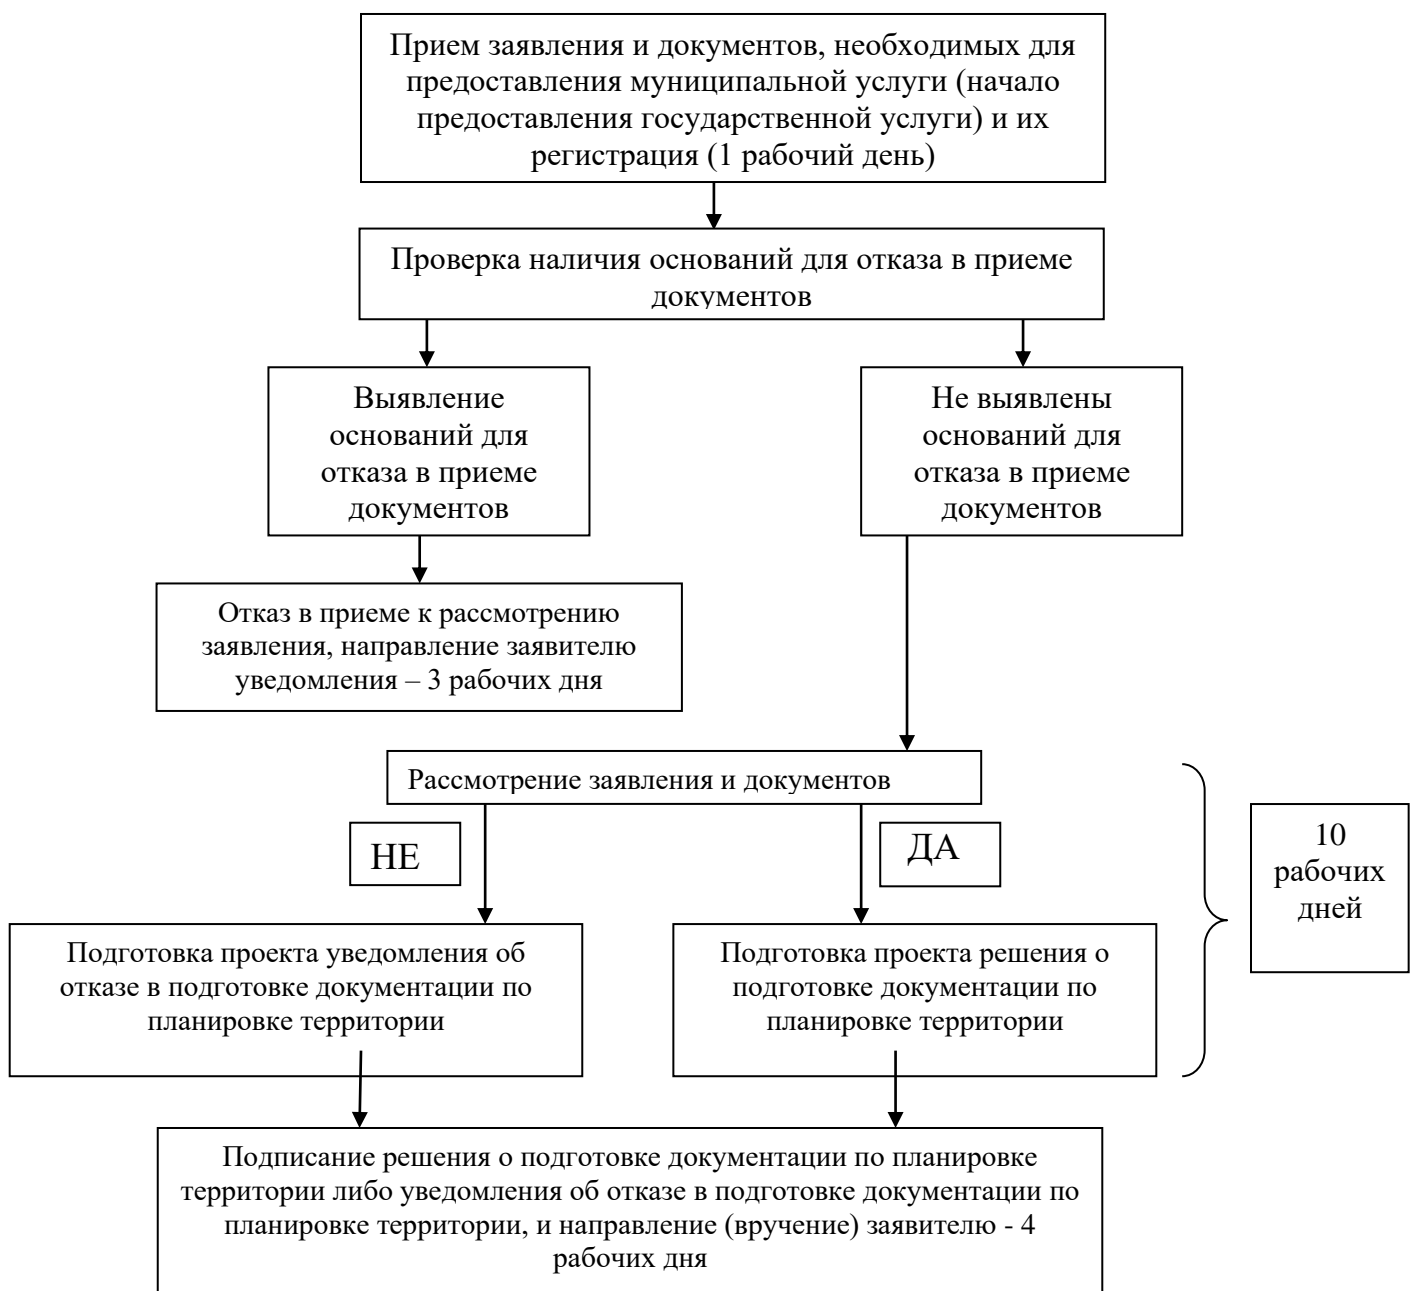 Прием заявления и документов, необходимых для
предоставления муниципальной услуги (начало
предоставления государственной услуги) и их
регистрация (1 рабочий день)
Проверка наличия оснований для отказа в приеме
документов
Выявление
оснований для
отказа в приеме
документов
Не выявлены
оснований для
отказа в приеме
документов
Отказ в приеме к рассмотрению
заявления, направление заявителю
уведомления – 3 рабочих дня
Рассмотрение заявления и документов
НЕ
ДА
10
рабочих
дней
Подготовка проекта уведомления об
отказе в подготовке документации по
планировке территории
Подготовка проекта решения о
подготовке документации по
планировке территории
Подписание решения о подготовке документации по планировке
территории либо уведомления об отказе в подготовке документации по
планировке территории, и направление (вручение) заявителю - 4
рабочих дня